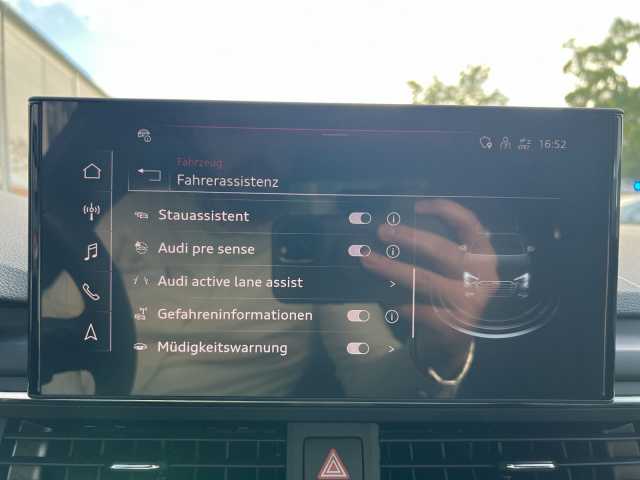 16:52
Fahrzeug
Fahrerassistenz
Stauassistent
Audi pre sense
Audi active lane assist
Gefahreninformationen
Müdigkeitswarnung